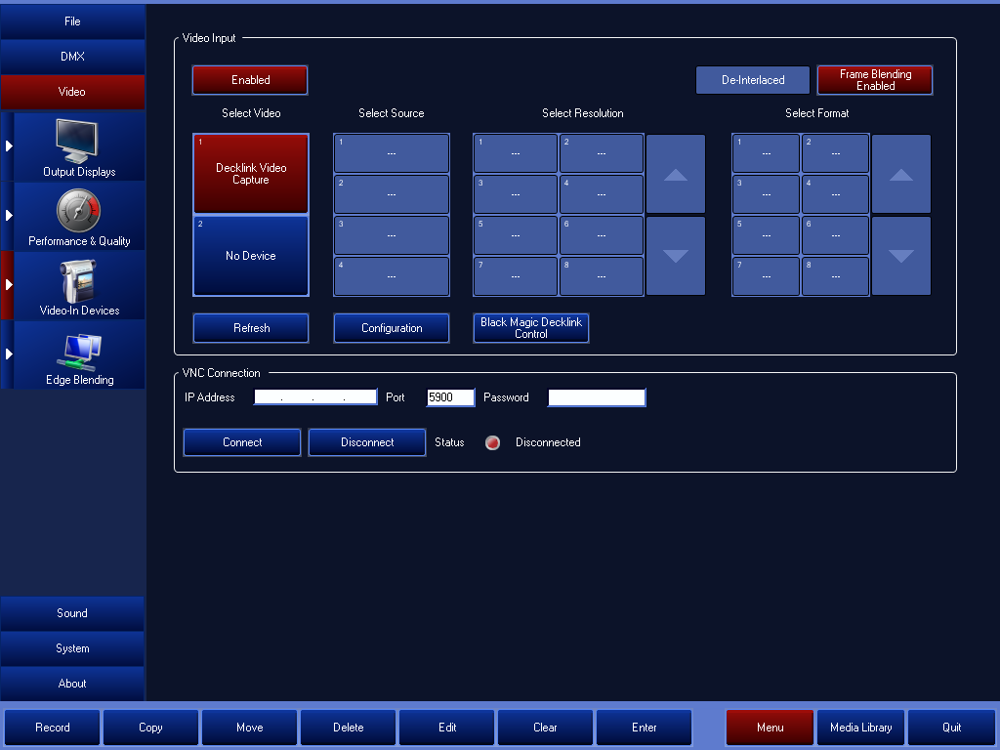 File
DMX
Video
Output Displays
Performance & Quality
Video-In Devices
Edge Blending
Sound
System
About
Video Input
Enabled
De-Interlaced
Frame Blending
Enabled
Select Video
Select Source
Select Resolution
Select Format
1
Decklink Video
Capture
2
No Device
1 ---
2 ---
3 ---
4 ---
1 --- 2 ---
3 --- 4 ---
5 --- 6 ---
7 --- 8 ---
1 --- 2 ---
3 --- 4 ---
5 --- 6 ---
7 --- 8 ---
Refresh
Configuration
Black Magic Decklink
Control
VNC Connection
IP Address . . . Port 5900 Password
Connect Disconnect Status Disconnected
Record Copy Move Delete Edit Clear Enter Menu Media Library Quit